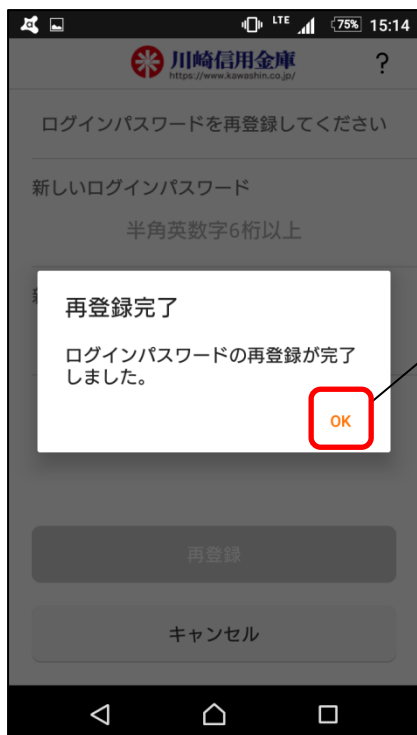 LTE 75% 15:14
川崎信用金庫 ?
https://www.kawashin.co.jp/
ログインパスワードを再登録してください
新しいログインパスワード
半角英数字6桁以上
再登録完了
ログインパスワードの再登録が完了
しました。
OK
再登録
キャンセル